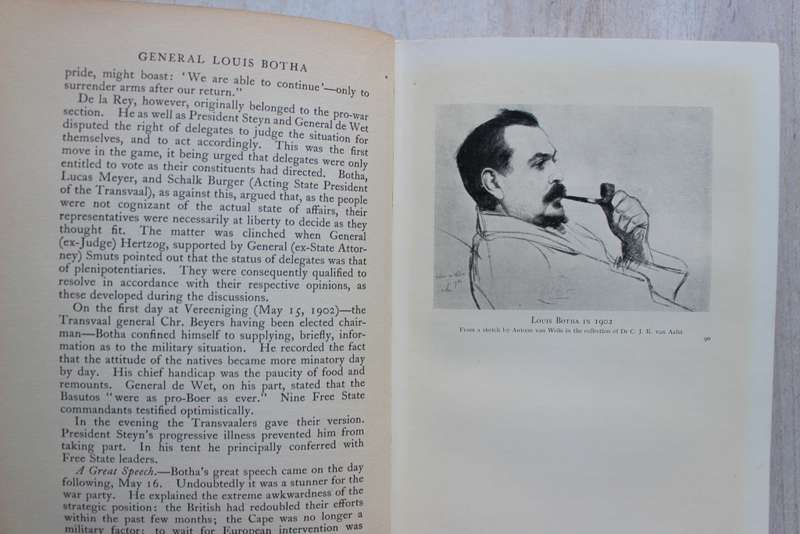 GENERAL LOUIS BOTHA
pride, might boast: 'We are able to continue'—only to
surrender arms after our return."
De la Rey, however, originally belonged to the pro-war
section. He as well as President Steyn and General de Wet
disputed the right of delegates to judge the situation for
themselves, and to act accordingly. This was the first
move in the game, it being urged that delegates were only
entitled to vote as their constituents had directed. Botha,
Lucas Meyer, and Schalk Burger (Acting State President
of the Transvaal), as against this, argued that, as the people
were not cognizant of the actual state of affairs, their
representatives were necessarily at liberty to decide as they
thought fit. The matter was clinched when General
(ex-Judge) Hertzog, supported by General (ex-State Attor-
ney) Smuts pointed out that the status of delegates was that
of plenipotentiaries. They were consequently qualified to
resolve in accordance with their respective opinions, as
these developed during the discussions.
On the first day at Vereeniging (May 15, 1902)—the
Transvaal general Chr. Beyers having been elected chair-
man—Botha confined himself to supplying, briefly, infor-
mation as to the military situation. He recorded the fact
that the attitude of the natives became more minatory day
by day. His chief handicap was the paucity of food and
remounts. General de Wet, on his part, stated that the
Basutos "were as pro-Boer as ever." Nine Free State
commandants testified optimistically.
In the evening the Transvaalers gave their version.
President Steyn's progressive illness prevented him from
taking part. In his tent he principally conferred with
Free State leaders.
A Great Speech.—Botha's great speech came on the day
following, May 16. Undoubtedly it was a stunner for the
war party. He explained the extreme awkwardness of the
strategic position: the British had redoubled their efforts
within the past few months; the Cape was no longer a
military factor; to wait for European intervention was
LOUIS BOTHA IN 1902
From a sketch by Antoon van Welie in the collection of Dr C. J. K. van Aalst
90